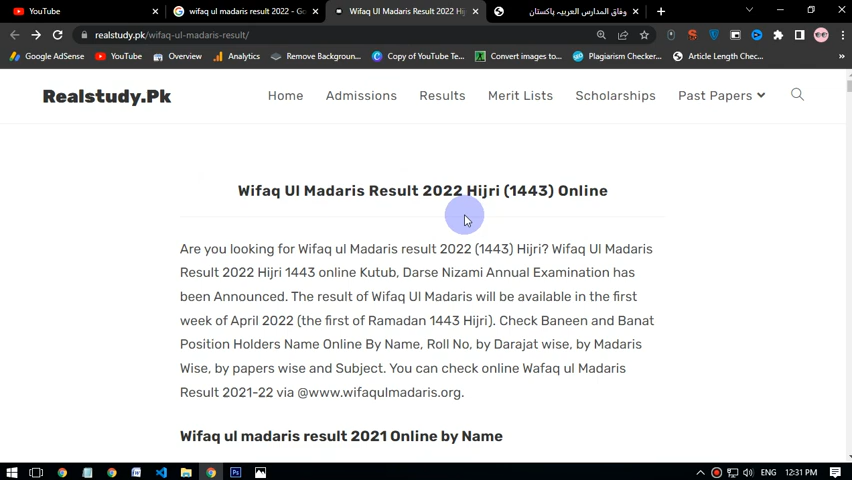 YouTube
wifaq ul madaris result 2022 - Go
Wifaq Ul Madaris Result 2022 Hij
وفاق المدارس العربیہ پاکستان
realstudy.pk/wifaq-ul-madaris-result/
Google AdSense YouTube Overview Analytics Remove Backgroun... Copy of YouTube Te... Convert images to... Plagiarism Checker... Article Length Chec...
Realstudy.Pk
Home Admissions Results Merit Lists Scholarships Past Papers
Wifaq Ul Madaris Result 2022 Hijri (1443) Online
Are you looking for Wifaq ul Madaris result 2022 (1443) Hijri? Wifaq Ul Madaris
Result 2022 Hijri 1443 online Kutub, Darse Nizami Annual Examination has
been Announced. The result of Wifaq Ul Madaris will be available in the first
week of April 2022 (the first of Ramadan 1443 Hijri). Check Baneen and Banat
Position Holders Name Online By Name, Roll No, by Darajat wise, by Madaris
Wise, by papers wise and Subject. You can check online Wafaq ul Madaris
Result 2021-22 via @www.wifaqulmadaris.org.
Wifaq ul madaris result 2021 Online by Name
ENG 12:31 PM